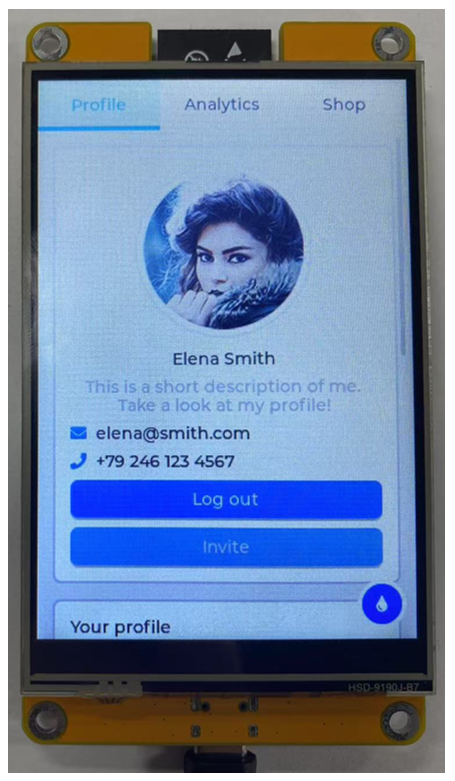 Profile
Analytics
Shop
Elena Smith
This is a short description of me.
Take a look at my profile!
elena@smith.com
+79 246 123 4567
Log out
Invite
Your profile
HSD-9190J-B7